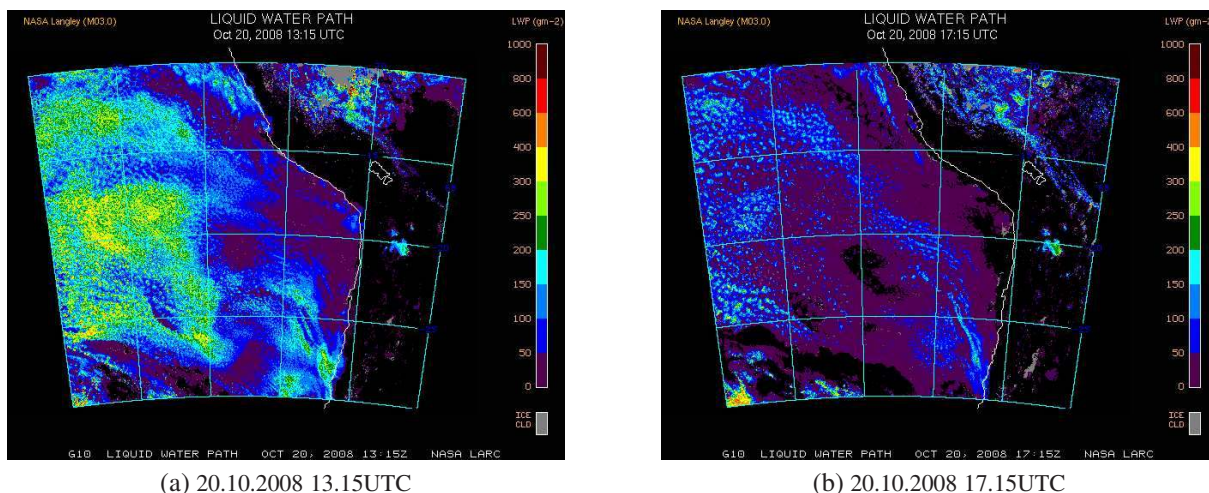 NASA Langley (M03.0)
LIQUID WATER PATH
Oct 20, 2008 13:15 UTC
LWP (gm-2)
1000
800
600
400
300
250
200
150
100
50
0
ICE
CLD
G10 LIQUID WATER PATH OCT 20, 2008 13:15Z NASA LARC
(a) 20.10.2008 13.15UTC
NASA Langley (M03.0)
LIQUID WATER PATH
Oct 20, 2008 17:15 UTC
LWP (gm-2)
1000
800
600
400
300
250
200
150
100
50
0
ICE
CLD
G10 LIQUID WATER PATH OCT 20, 2008 17:15Z NASA LARC
(b) 20.10.2008 17.15UTC